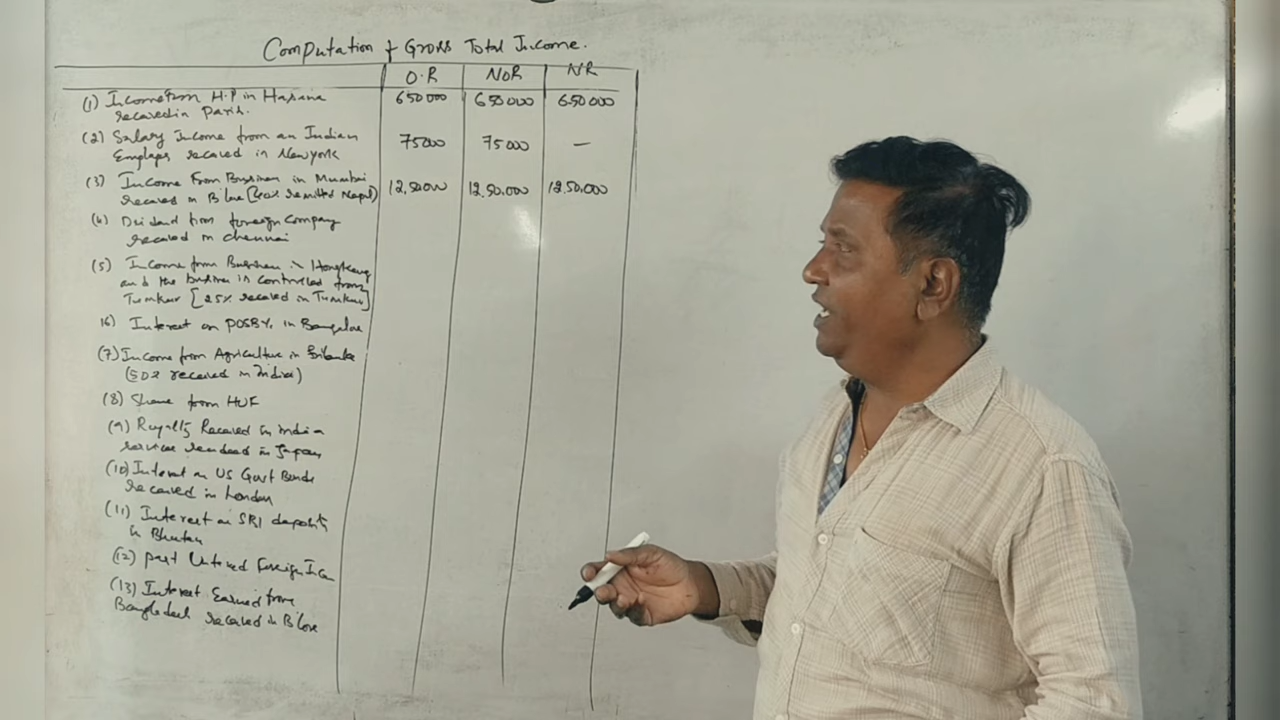 Computation of Gross Total Income.
O.R NOR NR
(1) Income from H.P in Hariana 650000 650000 650000
received in Paris.
(2) Salary Income from an Indian 75000 75000 —
Employer received in Newyork
(3) Income From Business in Mumbai 12,50,000 12,50,000 12,50,000
received in B'lore remitted Nepal)
(4) Dividend from foreign Company
received in Chennai
(5) Income from Business in Hongkong
and the business is controlled from
Tumkur [25% received in Tumkur]
(6) Interest on POSB in Bangalore
(7) Income from Agriculture in Srilanka
(50% received in India)
(8) Share from HUF
(9) Royalty Received in India
service rendered in Japan
(10) Interest on US Govt Bonds
received in London
(11) Interest on SBI deposits
in Bhutan
(12) Past Untaxed Foreign Income
(13) Interest Earned from
Bangladesh received in B'lore